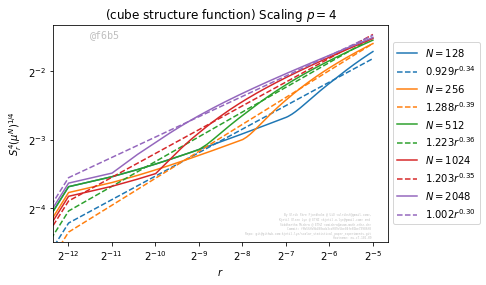 (cube structure function) Scaling p = 4
@f6b5
2⁻²
2⁻³
2⁻⁴
S⁴ᵣ(μᴺ)^1/4
2⁻¹² 2⁻¹¹ 2⁻¹⁰ 2⁻⁹ 2⁻⁸ 2⁻⁷ 2⁻⁶ 2⁻⁵
r
N = 128
0.929r^0.34
N = 256
1.288r^0.39
N = 512
1.223r^0.36
N = 1024
1.203r^0.35
N = 2048
1.002r^0.30